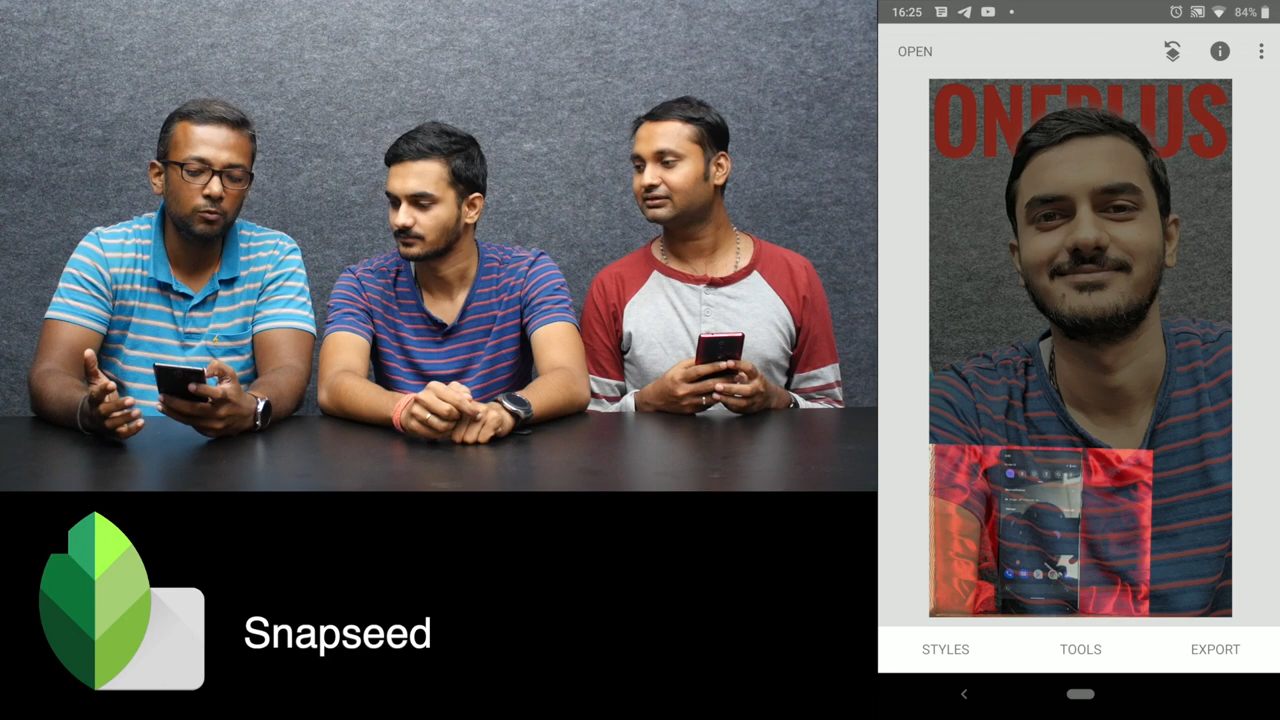 Snapseed
16:25
84%
OPEN
ONEPLUS
STYLES
TOOLS
EXPORT